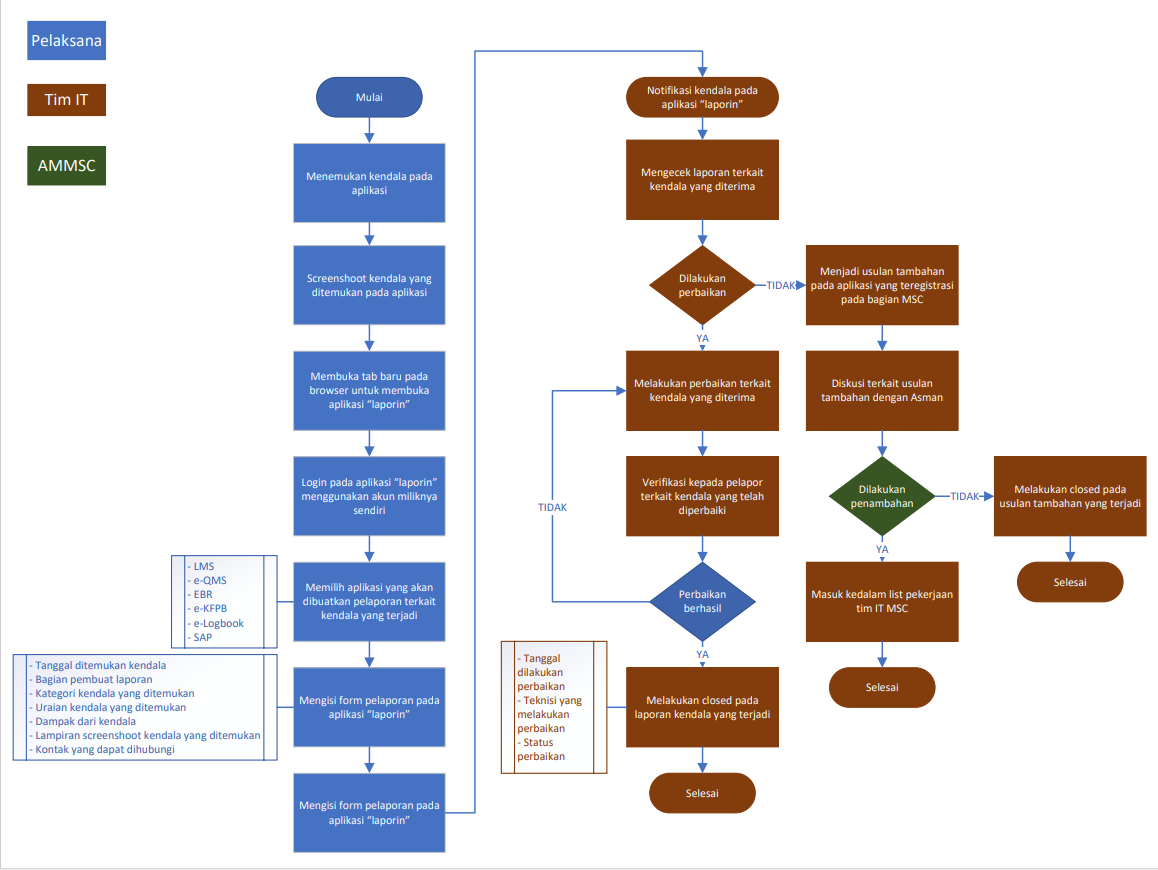 Pelaksana
Tim IT
AMMSC
Mulai
Menemukan kendala pada
aplikasi
Screenshoot kendala yang
ditemukan pada aplikasi
Membuka tab baru pada
browser untuk membuka
aplikasi “laporin”
Login pada aplikasi “laporin”
menggunakan akun miliknya
sendiri
- LMS
- e-QMS
- EBR
- e-KFPB
- e-Logbook
- SAP
Memilih aplikasi yang akan
dibuatkan pelaporan terkait
kendala yang terjadi
- Tanggal ditemukan kendala
- Bagian pembuat laporan
- Kategori kendala yang ditemukan
- Uraian kendala yang ditemukan
- Dampak dari kendala
- Lampiran screenshoot kendala yang ditemukan
- Kontak yang dapat dihubungi
Mengisi form pelaporan pada
aplikasi “laporin”
Mengisi form pelaporan pada
aplikasi “laporin”
Notifikasi kendala pada
aplikasi “laporin”
Mengecek laporan terkait
kendala yang diterima
Dilakukan
perbaikan
TIDAK
YA
Melakukan perbaikan terkait
kendala yang diterima
Verifikasi kepada pelapor
terkait kendala yang telah
diperbaiki
TIDAK
Perbaikan
berhasil
YA
- Tanggal
dilakukan
perbaikan
- Teknisi yang
melakukan
perbaikan
- Status
perbaikan
Melakukan closed pada
laporan kendala yang terjadi
Selesai
Menjadi usulan tambahan
pada aplikasi yang teregistrasi
pada bagian MSC
Diskusi terkait usulan
tambahan dengan Asman
Dilakukan
penambahan
TIDAK
YA
Masuk kedalam list pekerjaan
tim IT MSC
Selesai
Melakukan closed pada
usulan tambahan yang terjadi
Selesai